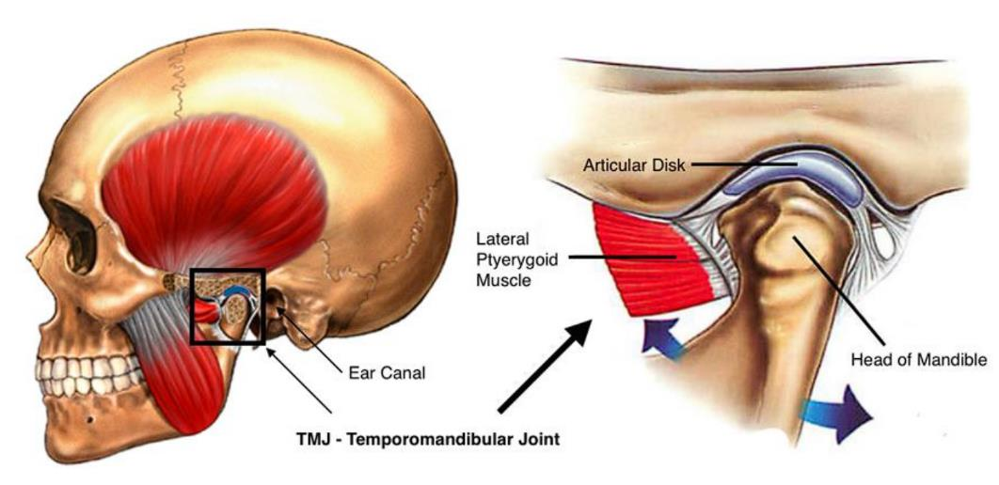 Articular Disk
Lateral
Ptyerygoid
Muscle
Head of Mandible
Ear Canal
TMJ - Temporomandibular Joint